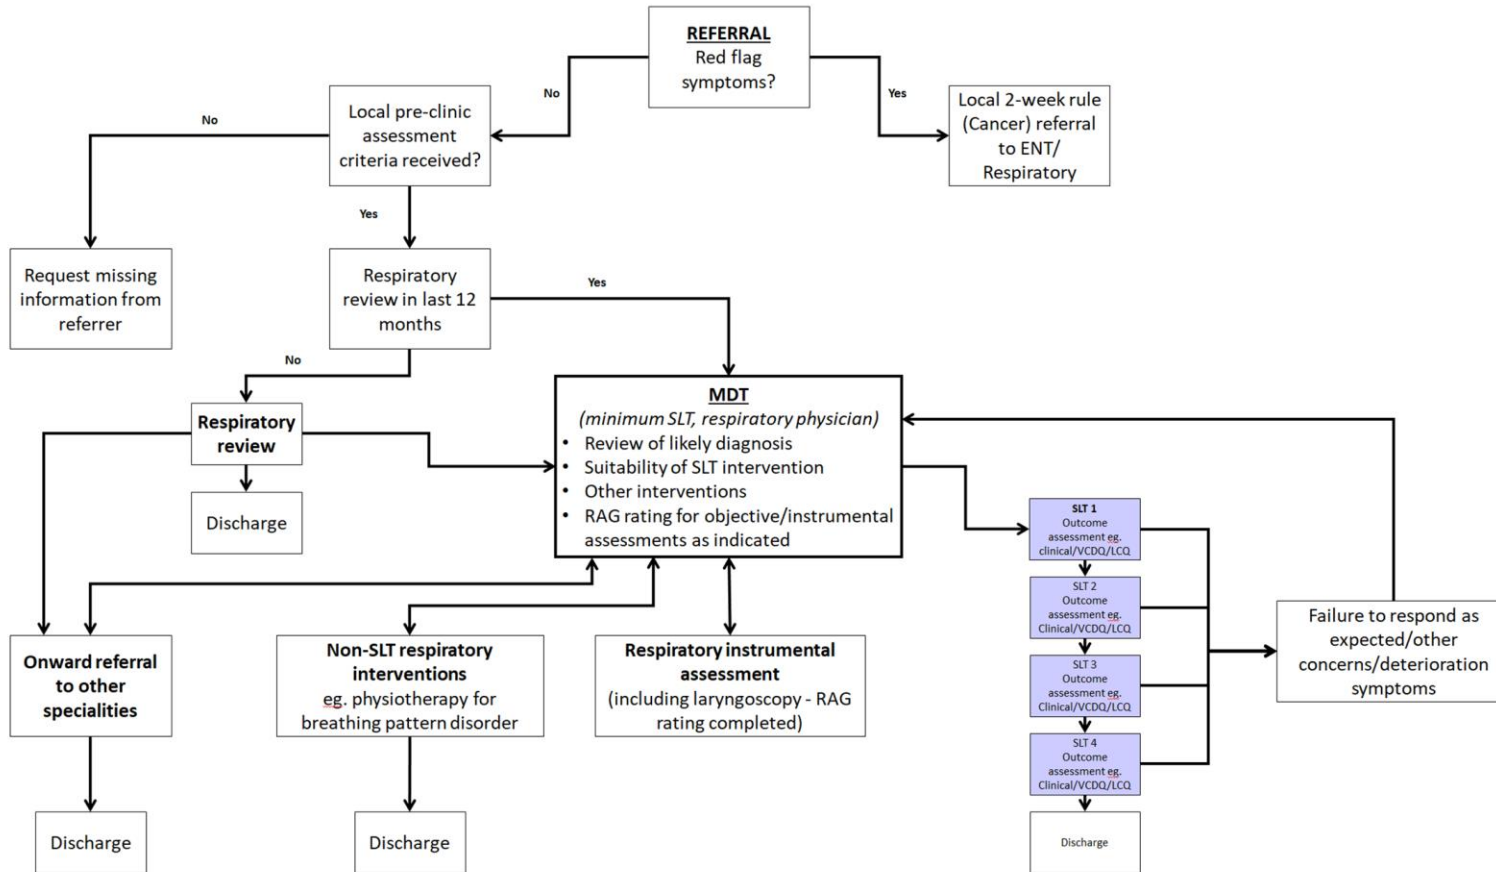 REFERRAL
Red flag
symptoms?
No
Yes
Local pre-clinic
assessment
criteria received?
Local 2-week rule
(Cancer) referral
to ENT/
Respiratory
No
Yes
Request missing
information from
referrer
Respiratory
review in last 12
months
Yes
No
Respiratory
review
Discharge
MDT
(minimum SLT, respiratory physician)
• Review of likely diagnosis
• Suitability of SLT intervention
• Other interventions
• RAG rating for objective/instrumental
assessments as indicated
SLT 1
Outcome
assessment eg.
clinical/VCDQ/LCQ
SLT 2
Outcome
assessment eg.
Clinical/VCDQ/LCQ
SLT 3
Outcome
assessment eg.
Clinical/VCDQ/LCQ
SLT 4
Outcome
assessment eg.
Clinical/VCDQ/LCQ
Discharge
Failure to respond as
expected/other
concerns/deterioration
symptoms
Onward referral
to other
specialities
Non-SLT respiratory
interventions
eg. physiotherapy for
breathing pattern disorder
Respiratory instrumental
assessment
(including laryngoscopy - RAG
rating completed)
Discharge
Discharge